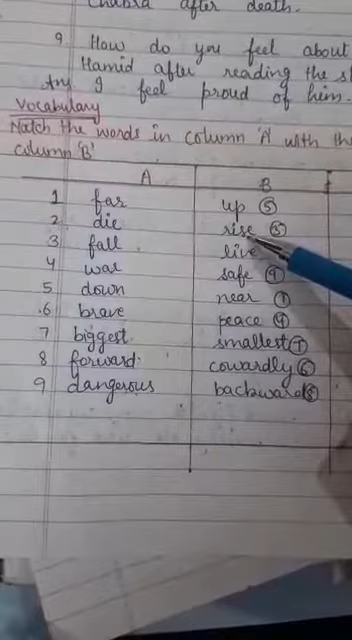 Chabra after death.
9. How do you feel about
Hamid after reading the s
Ans I feel proud of him.
Vocabulary
Match the words in column 'A' with th
column 'B'
A B
1 far up ⑤
2 die rise ③
3 fall live
4 war safe ⑨
5 down near ①
6 brave peace ④
7 biggest smallest ⑦
8 forward cowardly ⑥
9 dangerous backward ⑧